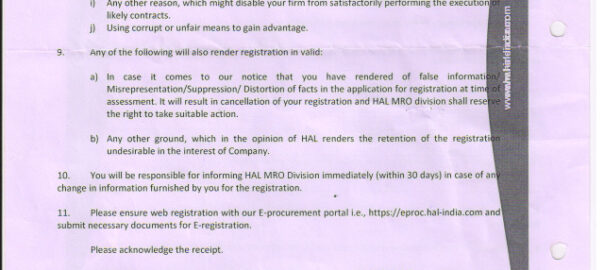 i) Any other reason, which might disable your firm from satisfactorily performing the execution of
likely contracts.
j) Using corrupt or unfair means to gain advantage.
9. Any of the following will also render registration in valid:
a) In case it comes to our notice that you have rendered of false information/
Misrepresentation/Suppression/ Distortion of facts in the application for registration at time of
assessment. It will result in cancellation of your registration and HAL MRO division shall reserve
the right to take suitable action.
b) Any other ground, which in the opinion of HAL renders the retention of the registration
undesirable in the interest of Company.
10. You will be responsible for informing HAL MRO Division immediately (within 30 days) in case of any
change in information furnished by you for the registration.
11. Please ensure web registration with our E-procurement portal i.e., https://eproc.hal-india.com and
submit necessary documents for E-registration.
Please acknowledge the receipt.